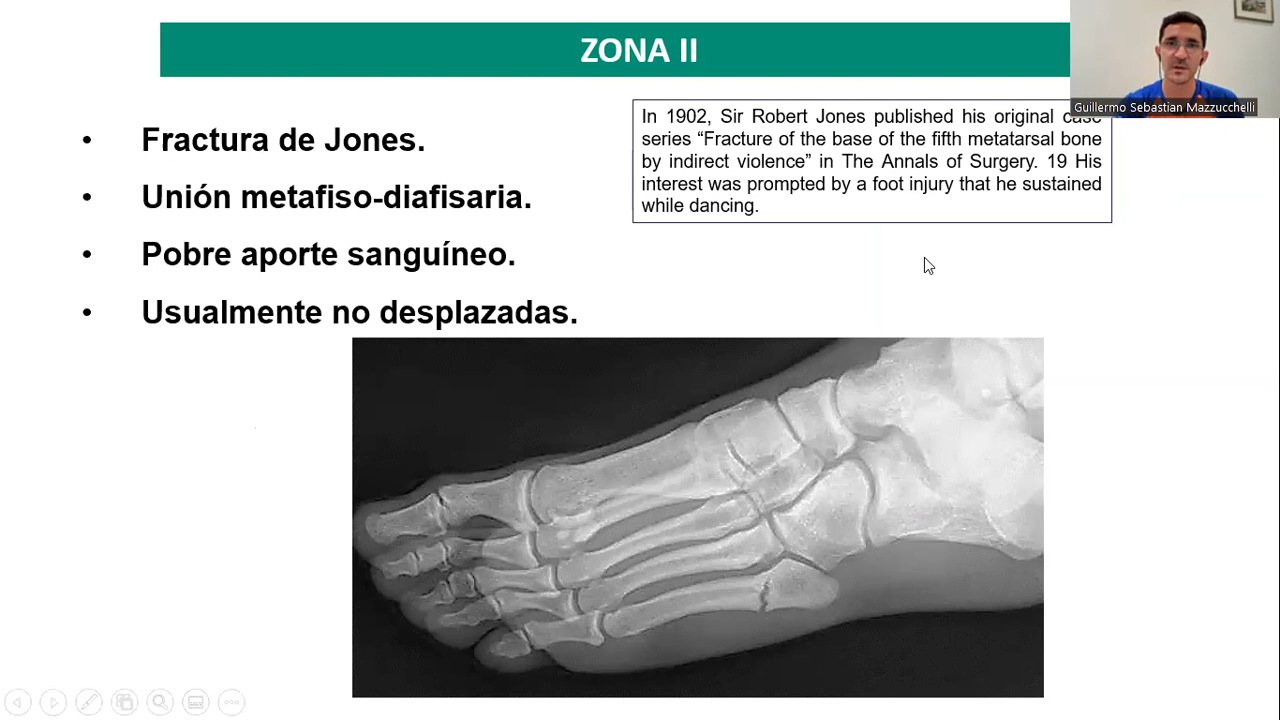 ZONA II
Guillermo Sebastian Mazzucchelli
• Fractura de Jones.
• Unión metafiso-diafisaria.
• Pobre aporte sanguíneo.
• Usualmente no desplazadas.
In 1902, Sir Robert Jones published his original case
series “Fracture of the base of the fifth metatarsal bone
by indirect violence” in The Annals of Surgery. 19 His
interest was prompted by a foot injury that he sustained
while dancing.